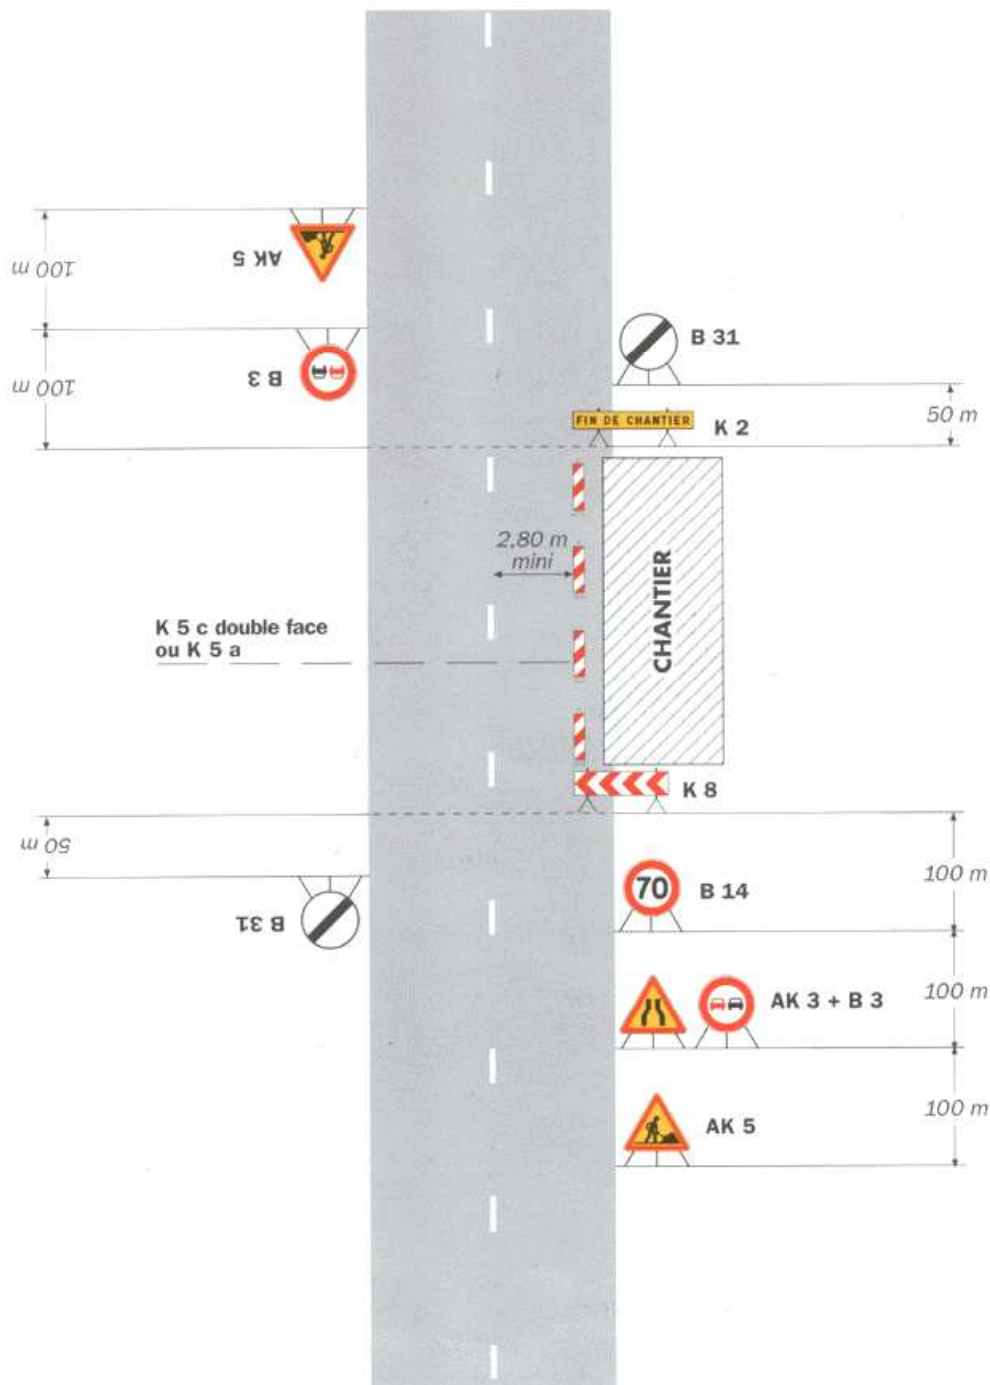 AK 5
100 m
B 31
B 3
100 m
50 m
FIN DE CHANTIER
K 2
2,80 m
mini
CHANTIER
K 5 c double face
ou K 5 a
K 8
50 m
100 m
70
B 14
B 31
100 m
AK 3 + B 3
100 m
AK 5